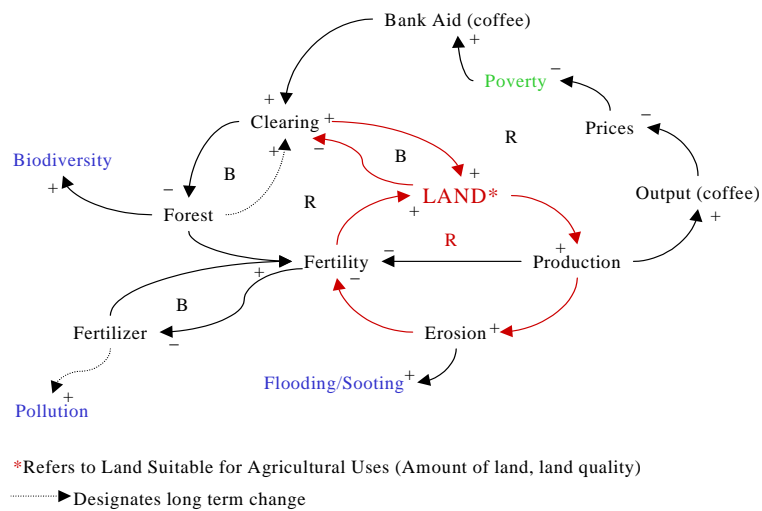 Bank Aid (coffee)
+
Poverty
−
+
+
Clearing
−
+
−
Prices
Biodiversity
+
B
B
R
−
+
−
+
Forest
R
LAND*
Output (coffee)
+
+
R
+
−
Fertility
Production
+
−
B
Fertilizer
−
Erosion
+
Flooding/Sooting
+
+
Pollution
*Refers to Land Suitable for Agricultural Uses (Amount of land, land quality)
Designates long term change